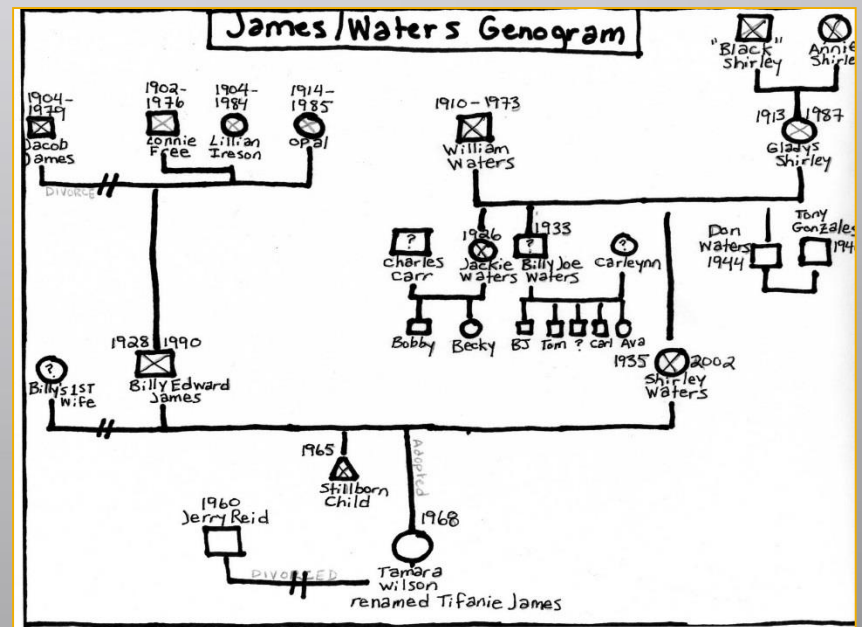 James/Waters Genogram
"Black" Shirley
Annie
1904-1979
Jacob James
1902-1976
Lonnie Free
1904-1984
Lillian Ireson
1914-1985
Opal
1910-1973
William Waters
1913 1987
Gladys Shirley
DIVORCE
?
Charles Carr
1926
Jackie Waters
1933
?
Billy Joe Waters
?
Carleynn
Don Waters
1944
Tony Gonzales
Bobby
Becky
BJ Tom ? Carl Ava
?
Billy's 1ST Wife
1928 1990
Billy Edward James
1935 2002
Shirley Waters
1965
Stillborn Child
Adopted
1960
Jerry Reid
1968
DIVORCED
Tamara Wilson
renamed Tifanie James